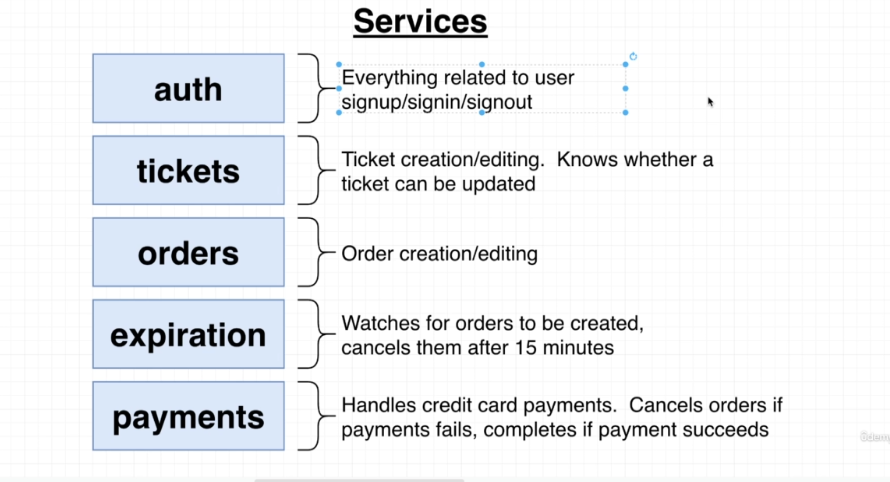 Services
auth
Everything related to user
signup/signin/signout
tickets
Ticket creation/editing.  Knows whether a
ticket can be updated
orders
Order creation/editing
expiration
Watches for orders to be created,
cancels them after 15 minutes
payments
Handles credit card payments.  Cancels orders if
payments fails, completes if payment succeeds